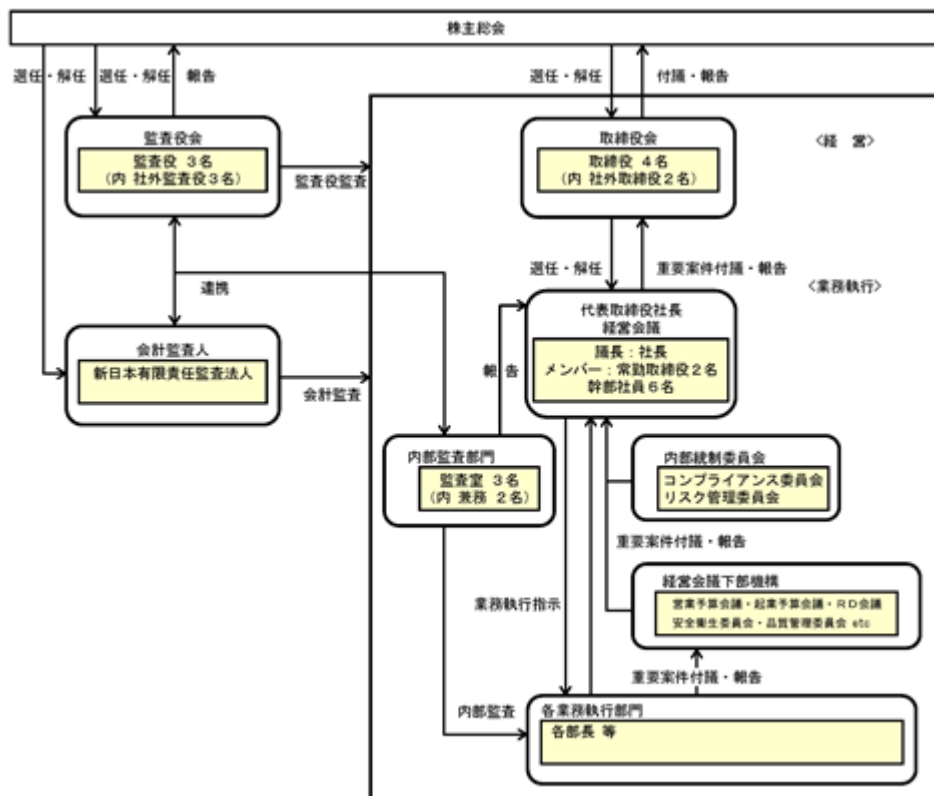 株主総会
選任・解任
選任・解任
報告
選任・解任
付議・報告
監査役会
監査役 3名
(内 社外監査役3名)
監査役監査
取締役会
取締役 4名
(内 社外取締役2名)
<経 営>
連携
選任・解任
重要案件付議・報告
<業務執行>
会計監査人
新日本有限責任監査法人
会計監査
報告
代表取締役社長
経営会議
議長:社長
メンバー:常勤取締役2名
幹部社員6名
内部監査部門
監査室 3名
(内 兼務 2名)
内部統制委員会
コンプライアンス委員会
リスク管理委員会
重要案件付議・報告
業務執行指示
経営会議下部機構
営業予算会議・起業予算会議・RD会議
安全衛生委員会・品質管理委員会 etc
重要案件付議・報告
内部監査
各業務執行部門
各部長 等